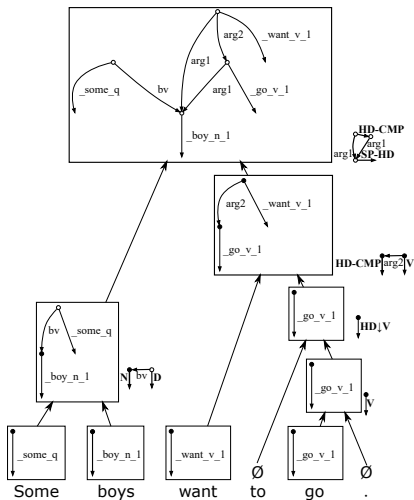 _want_v_1
arg2
arg1
_some_q
bv
arg1
_go_v_1
_boy_n_1
HD-CMP
arg1
arg1
SP-HD
arg2
_want_v_1
_go_v_1
HD-CMP
arg2
V
_go_v_1
HD↓V
bv
_some_q
_boy_n_1
N
bv
D
_go_v_1
V
_some_q
_boy_n_1
_want_v_1
Ø
_go_v_1
Ø
Some boys want to go .